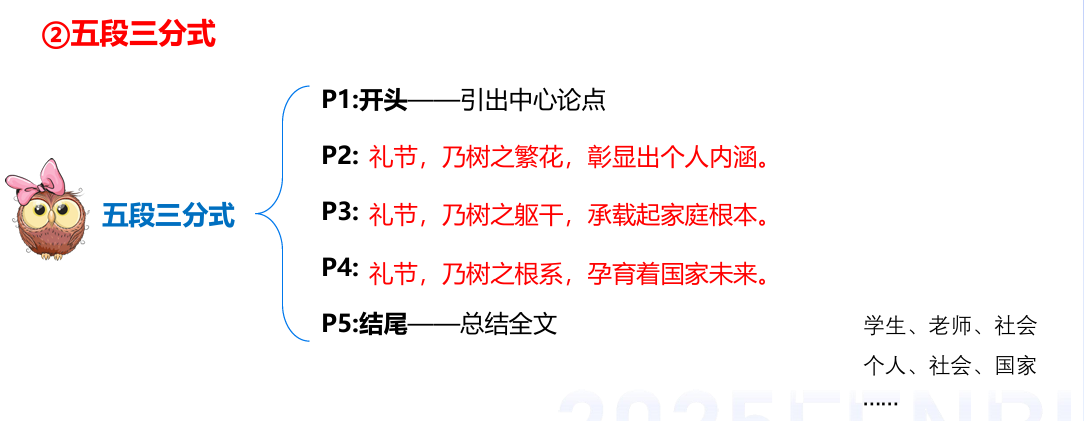 ②五段三分式
P1:开头——引出中心论点
P2: 礼节，乃树之繁花，彰显出个人内涵。
五段三分式
P3: 礼节，乃树之躯干，承载起家庭根本。
P4: 礼节，乃树之根系，孕育着国家未来。
P5:结尾——总结全文
学生、老师、社会
个人、社会、国家
……